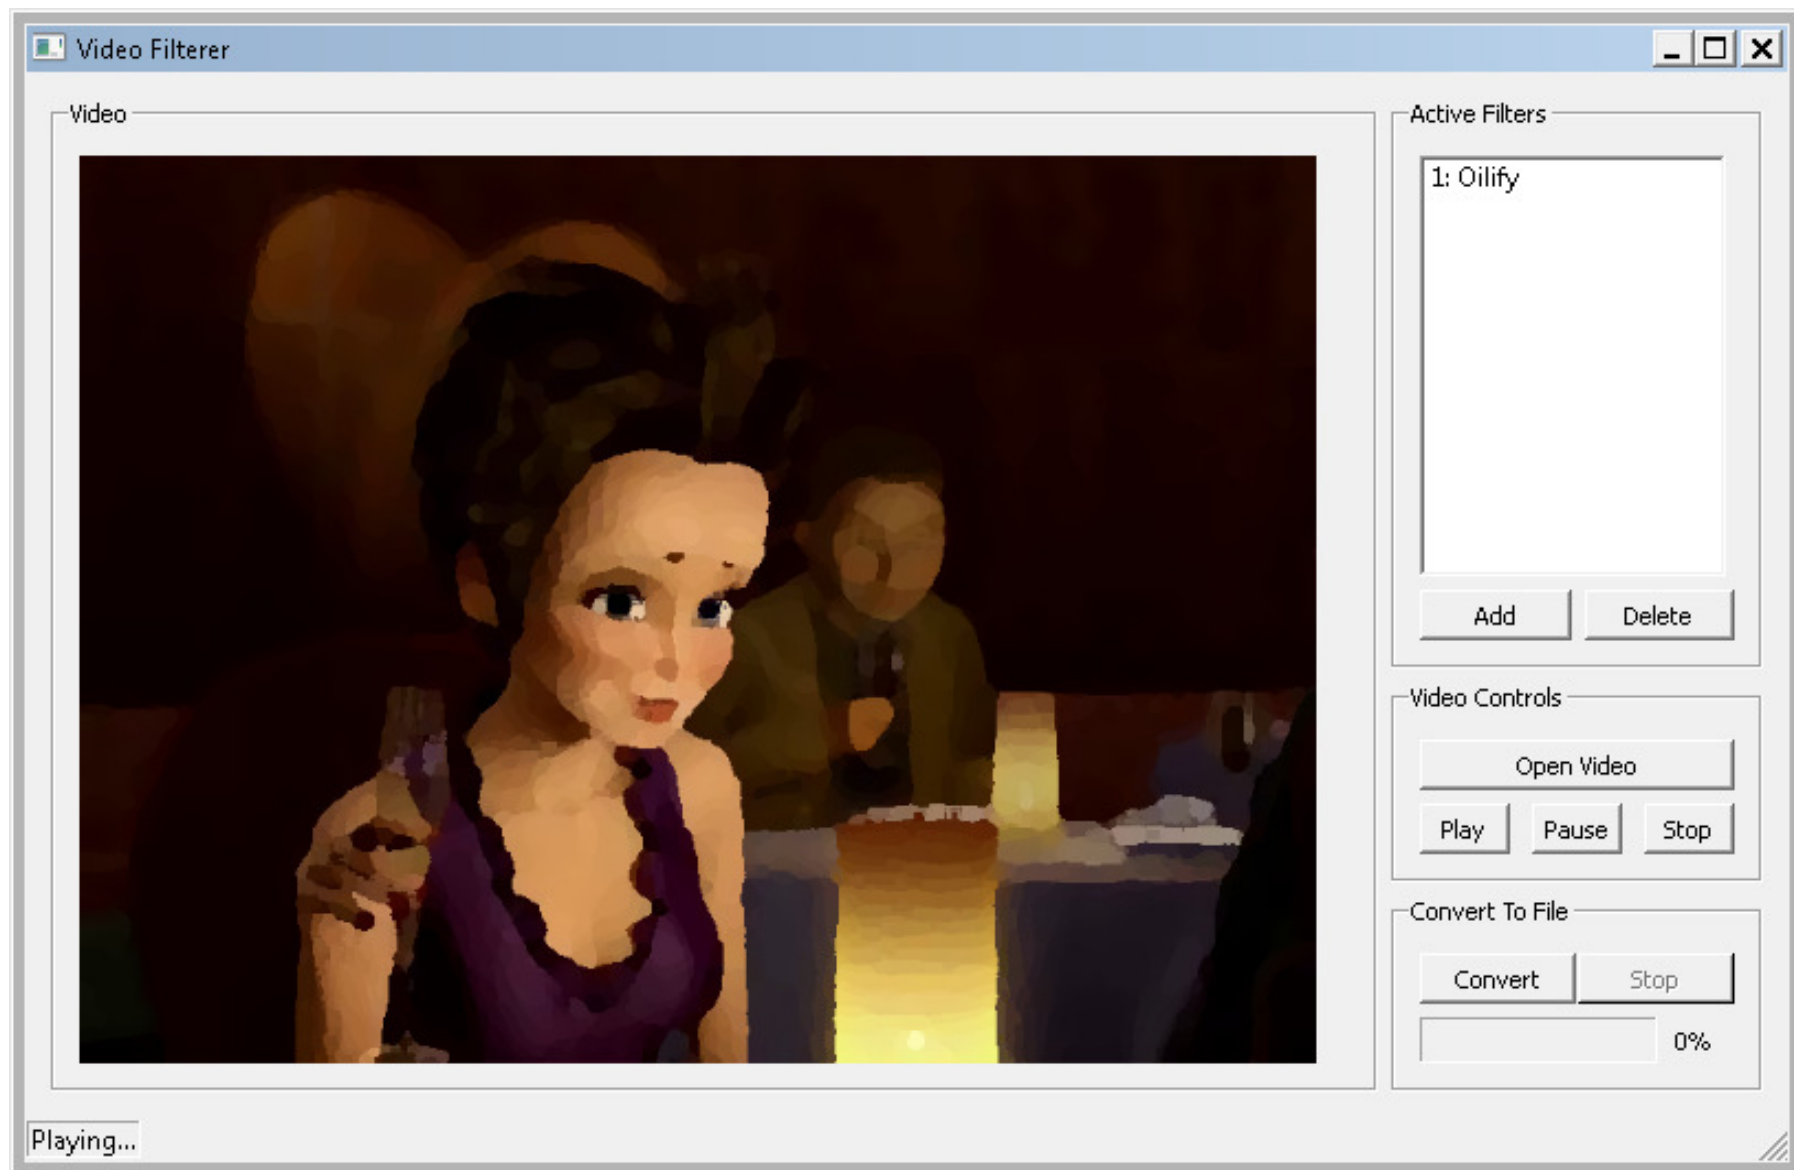 Video Filterer
Video
Active Filters
1: Oilify
Add Delete
Video Controls
Open Video
Play Pause Stop
Convert To File
Convert Stop
0%
Playing...